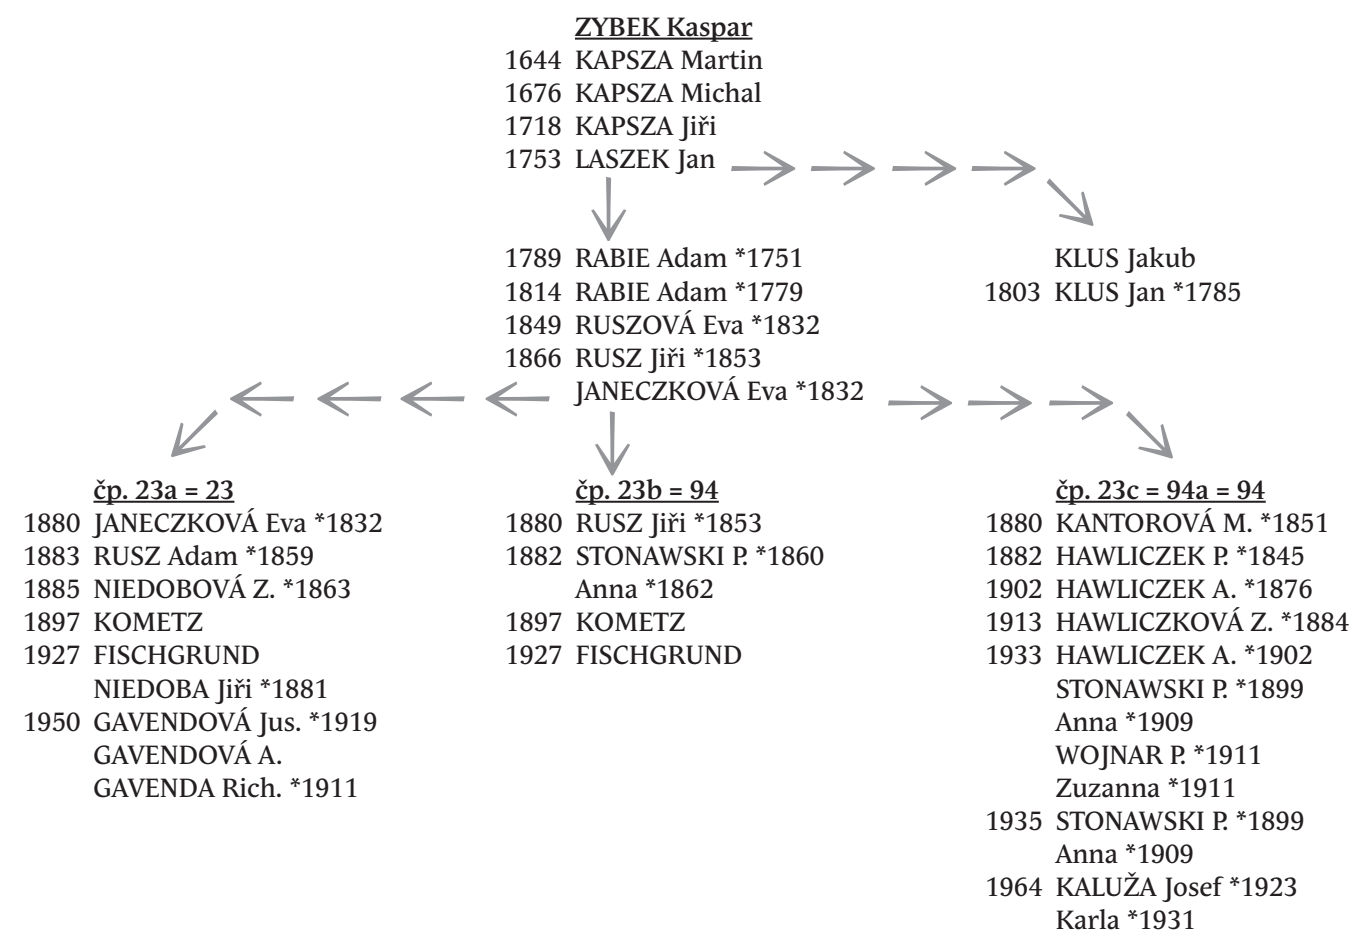 ZYBEK Kaspar
1644 KAPSZA Martin
1676 KAPSZA Michal
1718 KAPSZA Jiří
1753 LASZEK Jan
1789 RABIE Adam *1751
1814 RABIE Adam *1779
1849 RUSZOVÁ Eva *1832
1866 RUSZ Jiří *1853
JANECZKOVÁ Eva *1832
KLUS Jakub
1803 KLUS Jan *1785
čp. 23a = 23
1880 JANECZKOVÁ Eva *1832
1883 RUSZ Adam *1859
1885 NIEDOBOVÁ Z. *1863
1897 KOMETZ
1927 FISCHGRUND
NIEDOBA Jiří *1881
1950 GAVENDOVÁ Jus. *1919
GAVENDOVÁ A.
GAVENDA Rich. *1911
čp. 23b = 94
1880 RUSZ Jiří *1853
1882 STONAWSKI P. *1860
Anna *1862
1897 KOMETZ
1927 FISCHGRUND
čp. 23c = 94a = 94
1880 KANTOROVÁ M. *1851
1882 HAWLICZEK P. *1845
1902 HAWLICZEK A. *1876
1913 HAWLICZKOVÁ Z. *1884
1933 HAWLICZEK A. *1902
STONAWSKI P. *1899
Anna *1909
WOJNAR P. *1911
Zuzanna *1911
1935 STONAWSKI P. *1899
Anna *1909
1964 KALUŽA Josef *1923
Karla *1931